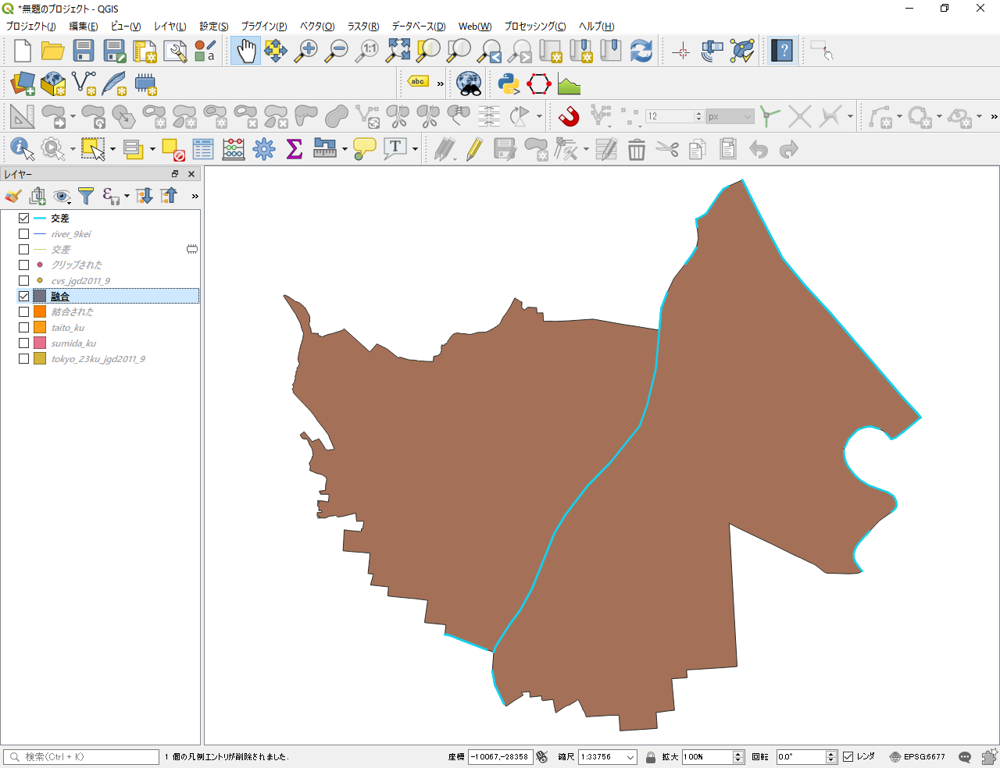 *無題のプロジェクト - QGIS
プロジェクト(J) 編集(E) ビュー(V) レイヤ(L) 設定(S) プラグイン(P) ベクタ(O) ラスタ(R) データベース(D) Web(W) プロセッシング(C) ヘルプ(H)
1:1
a
?
abc »
12 px »
T
レイヤー
»
交差
river_9kei
交差
クリップされた
cvs_jgd2011_9
融合
結合された
taito_ku
sumida_ku
tokyo_23ku_jgd2011_9
検索(Ctrl + K) 1 個の凡例エントリが削除されました. 座標 -10067,-28358 縮尺 1:33756 拡大 100% 回転 0.0° レンダ EPSG:6677